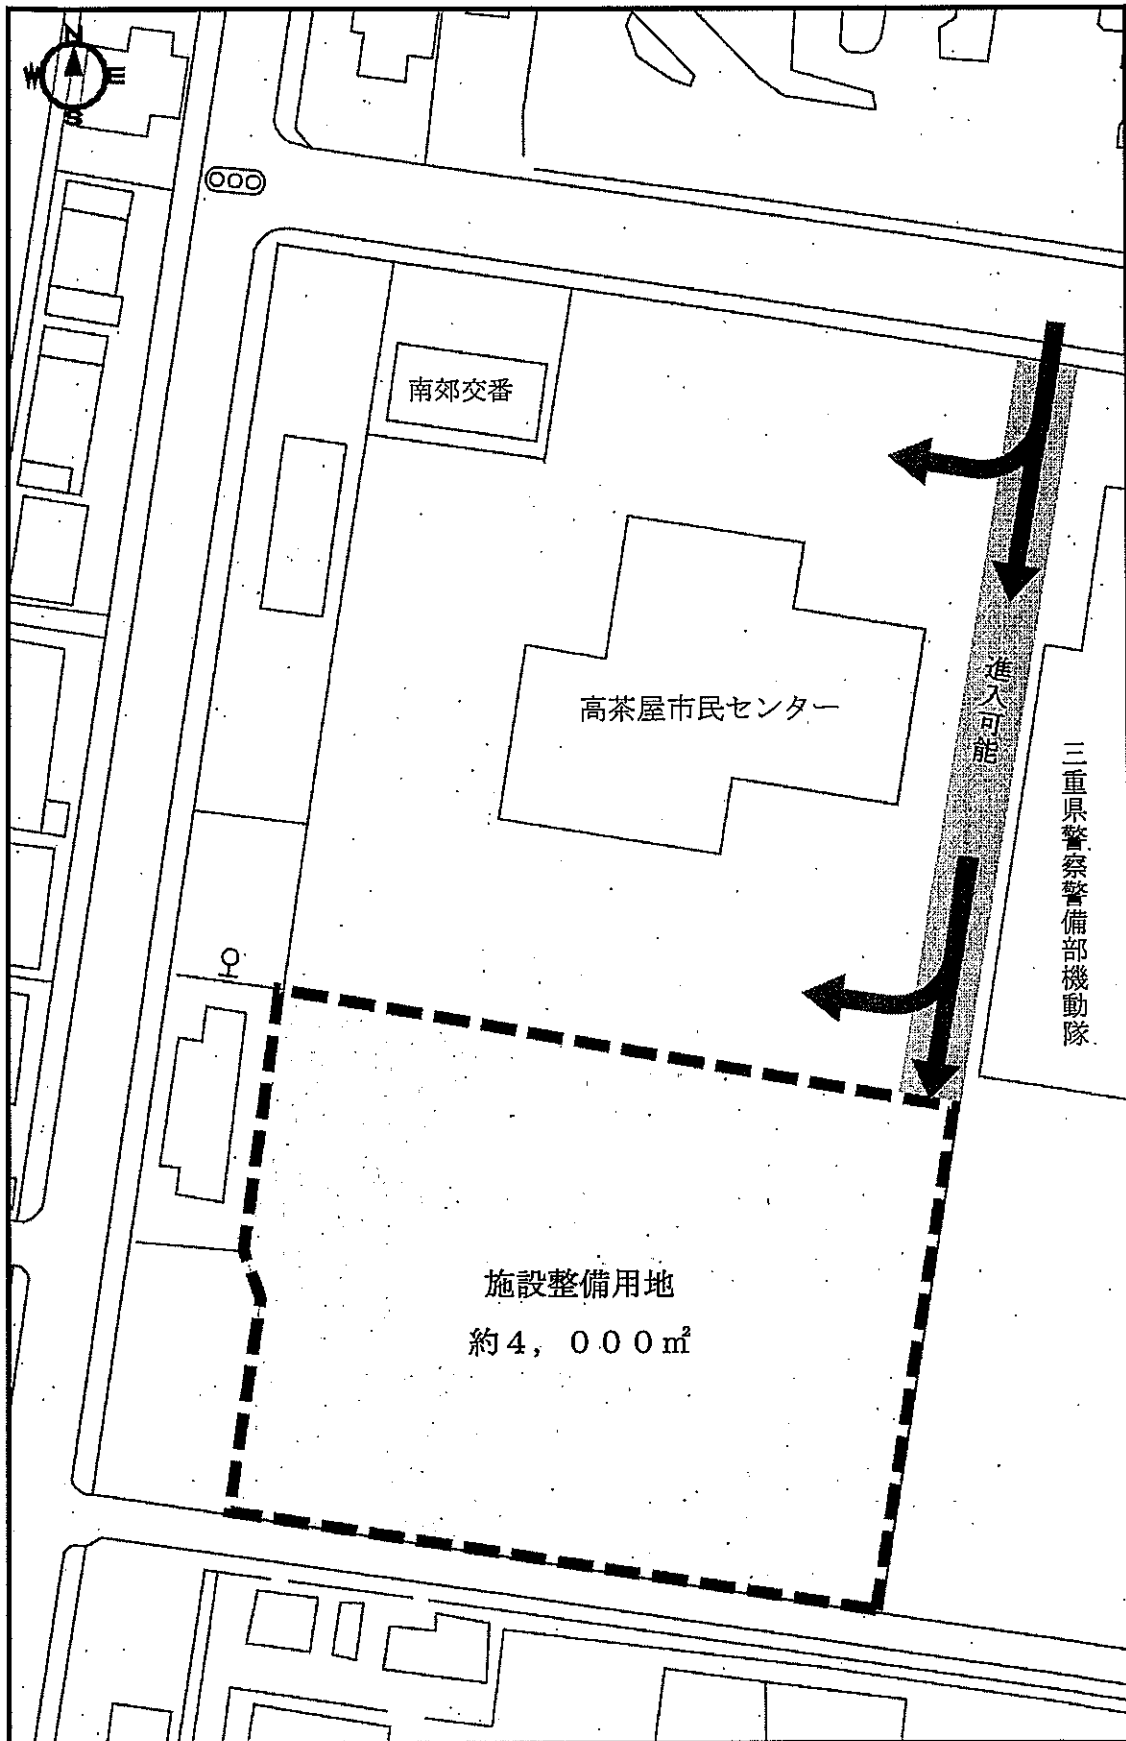 N
W
E
S
南郊交番
高茶屋市民センター
進入可能
三重県警察警備部機動隊
施設整備用地
約4，000㎡